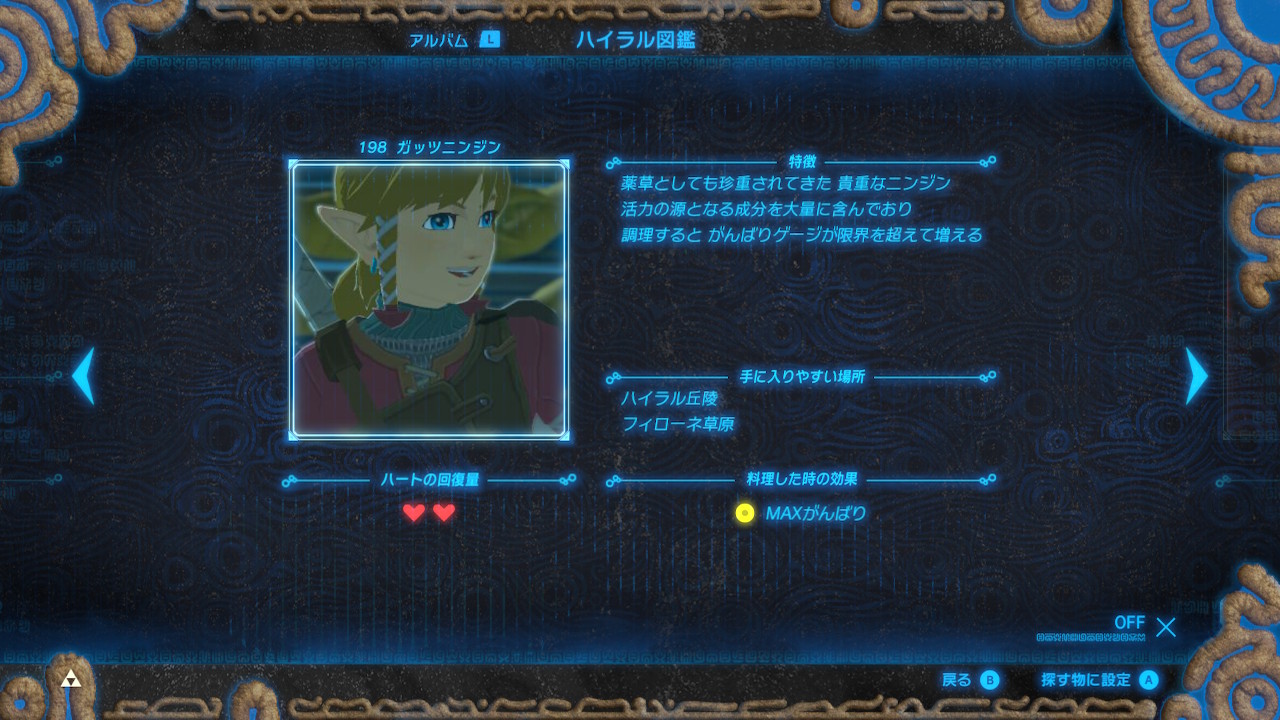 アルバム L
ハイラル図鑑
198 ガッツニンジン
特徴
薬草としても珍重されてきた 貴重なニンジン
活力の源となる成分を大量に含んでおり
調理すると がんばりゲージが限界を超えて増える
手に入りやすい場所
ハイラル丘陵
フィローネ草原
ハートの回復量
料理した時の効果
MAXがんばり
OFF
戻る B
探す物に設定 A